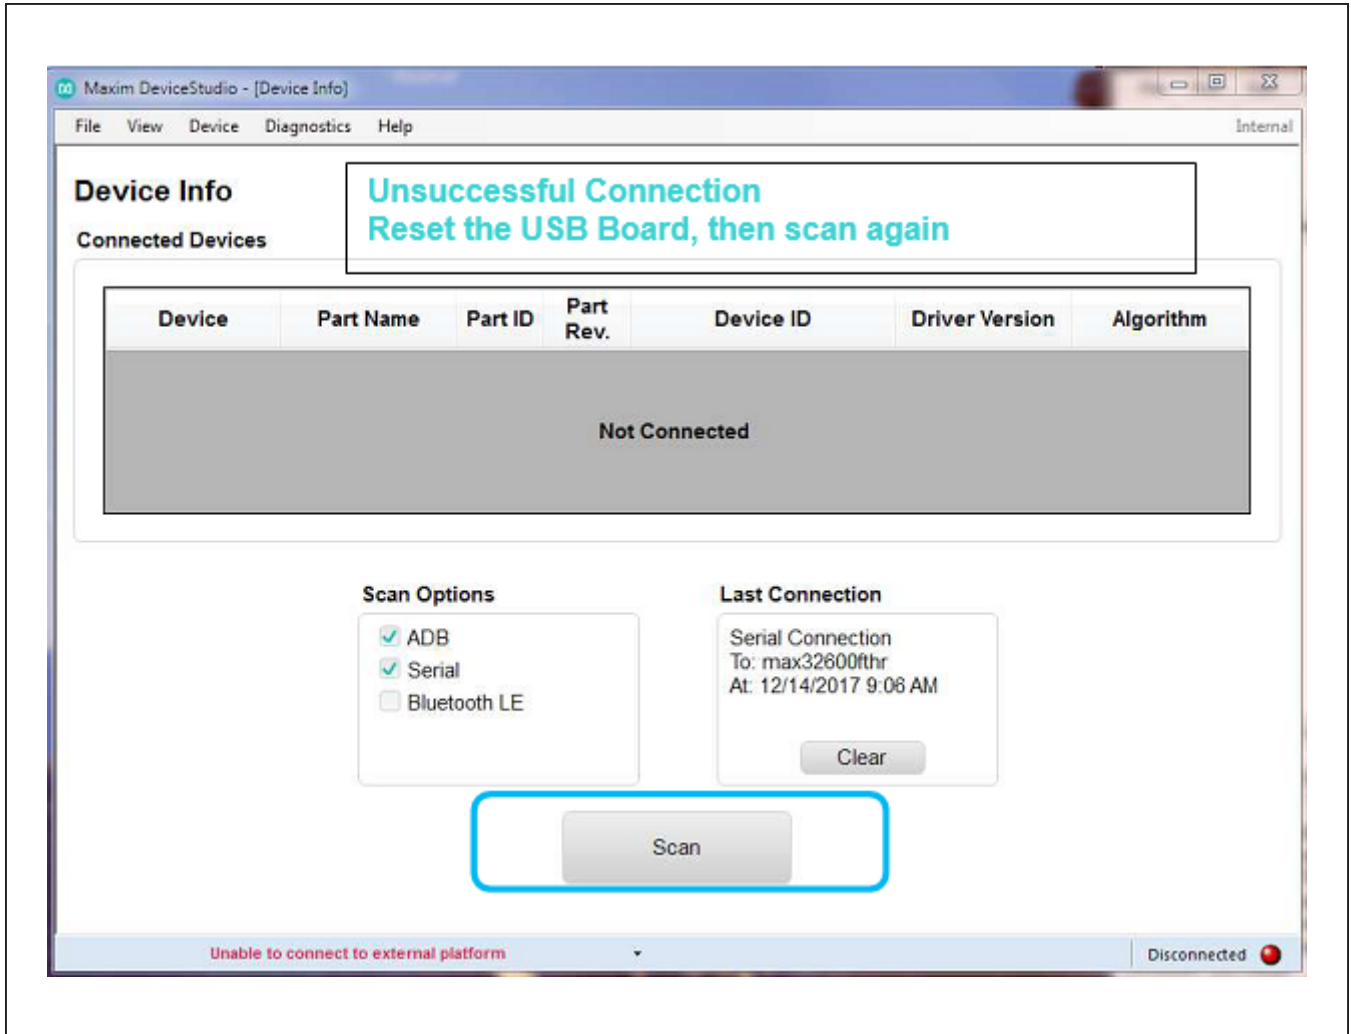 Maxim DeviceStudio - [Device Info]
File View Device Diagnostics Help Internal
Device Info
Unsuccessful Connection
Reset the USB Board, then scan again
Connected Devices
Device Part Name Part ID Part Rev. Device ID Driver Version Algorithm
Not Connected
Scan Options
ADB
Serial
Bluetooth LE
Last Connection
Serial Connection
To: max32600fthr
At: 12/14/2017 9:06 AM
Clear
Scan
Unable to connect to external platform
Disconnected